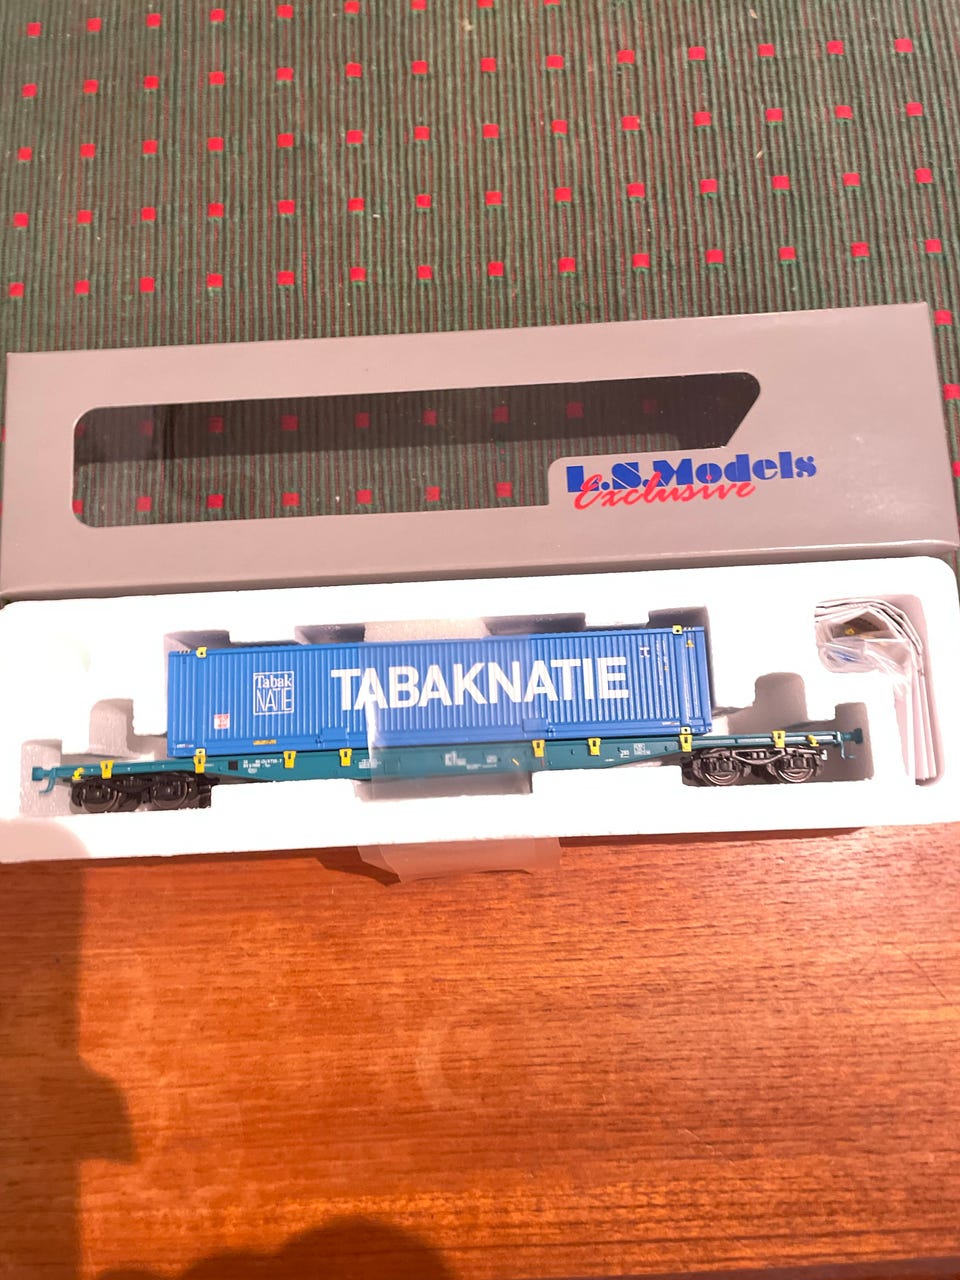 L.S.Models
Exclusive
Tabak
NATIE
TABAKNATIE